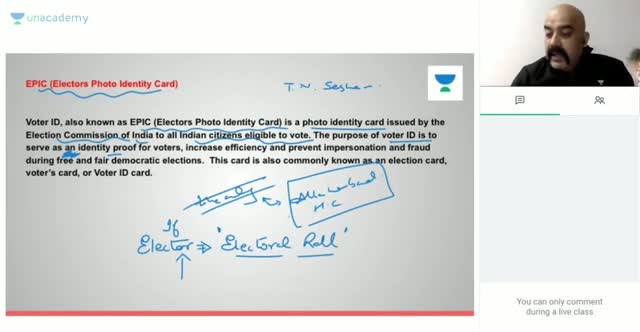 unacademy
EPIC (Electors Photo Identity Card)
T. N. Seshan.
Voter ID, also known as EPIC (Electors Photo Identity Card) is a photo identity card issued by the
Election Commission of India to all Indian citizens eligible to vote. The purpose of voter ID is to
serve as an identity proof for voters, increase efficiency and prevent impersonation and fraud
during free and fair democratic elections. This card is also commonly known as an election card,
voter's card, or Voter ID card.
Allahabad
H.C
If
Elector ⇒ "Electoral Roll"
You can only comment
during a live class